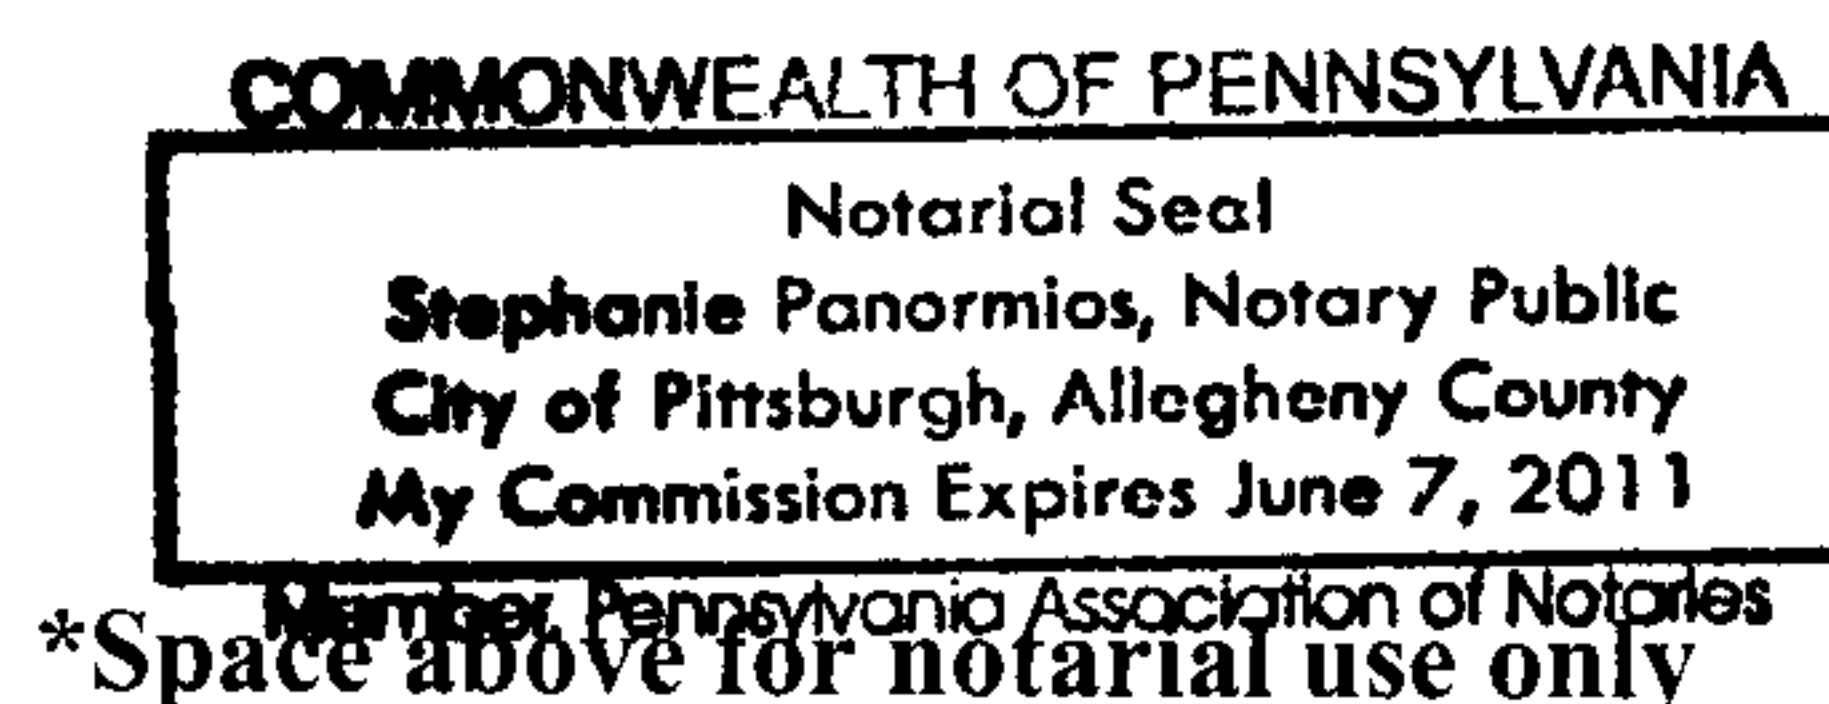 COMMONWEALTH OF PENNSYLVANIA
Notarial Seal
Stephanie Panormios, Notary Public
City of Pittsburgh, Allegheny County
My Commission Expires June 7, 2011
Member, Pennsylvania Association of Notaries
*Space above for notarial use only